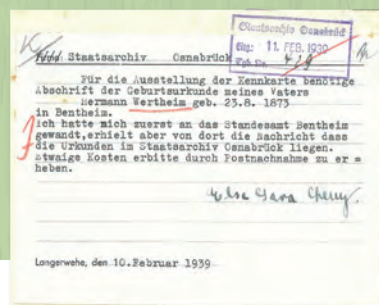 Staatsarchiv Osnabrück
Eing.: 11. FEB. 1939
Tgb. Nr. 419
Staatsarchiv Osnabrück
Für die Ausstellung der Kennkarte benötige
Abschrift der Geburtsurkunde meines Vaters
Hermann Wertheim geb. 23.8. 1873
in Bentheim.
Ich hatte mich zuerst an das Standesamt Bentheim
gewandt,erhielt aber von dort die Nachricht dass
die Urkunden im Staatsarchiv Osnabrück liegen.
Etwaige Kosten erbitte durch Postnachnahme zu er =
heben.
Else Sara
Langerwehe, den 10.Februar 1939